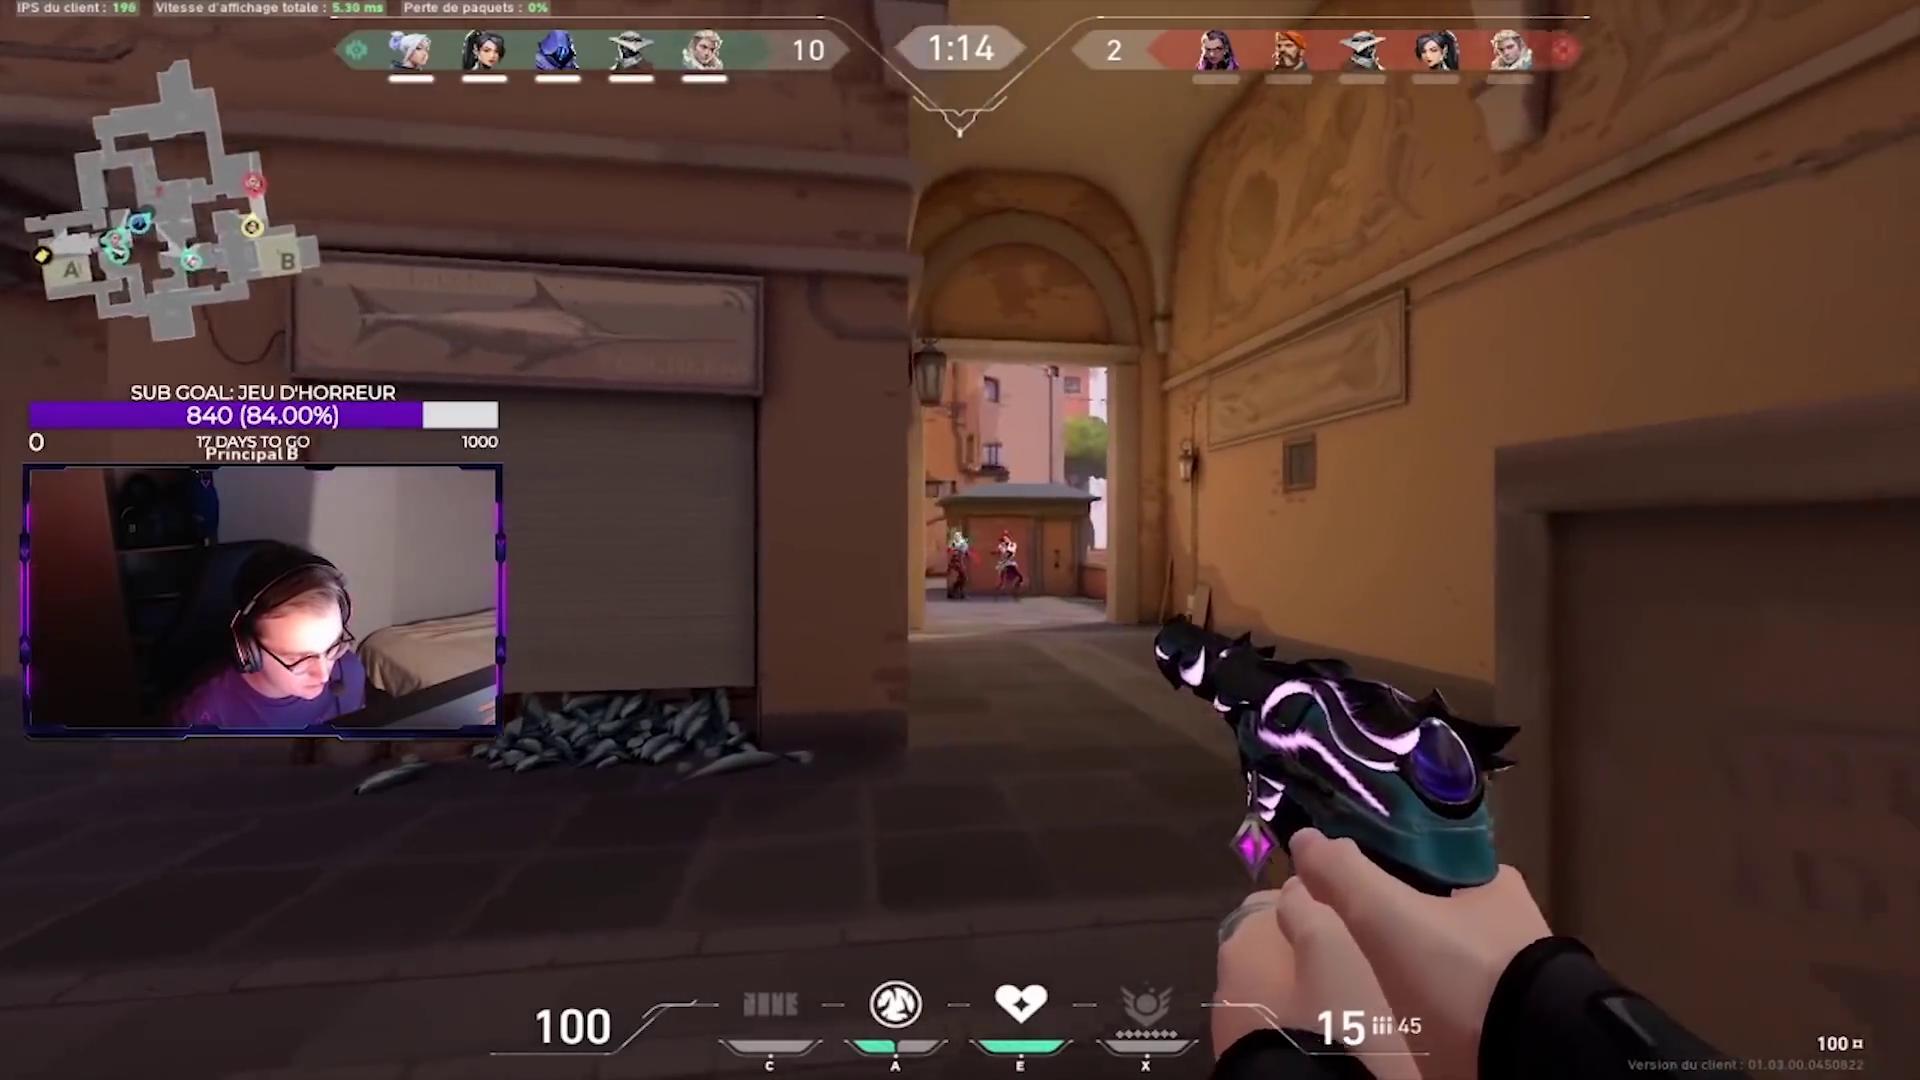 IPS du client : 196 Vitesse d'affichage totale : 5.30 ms Perte de paquets : 0%
10 1:14 2
A B
SUB GOAL: JEU D'HORREUR
840 (84.00%)
0 17 DAYS TO GO 1000
Principal B
100 15 45
C A E X
100
Version du client : 01.03.00.0450822